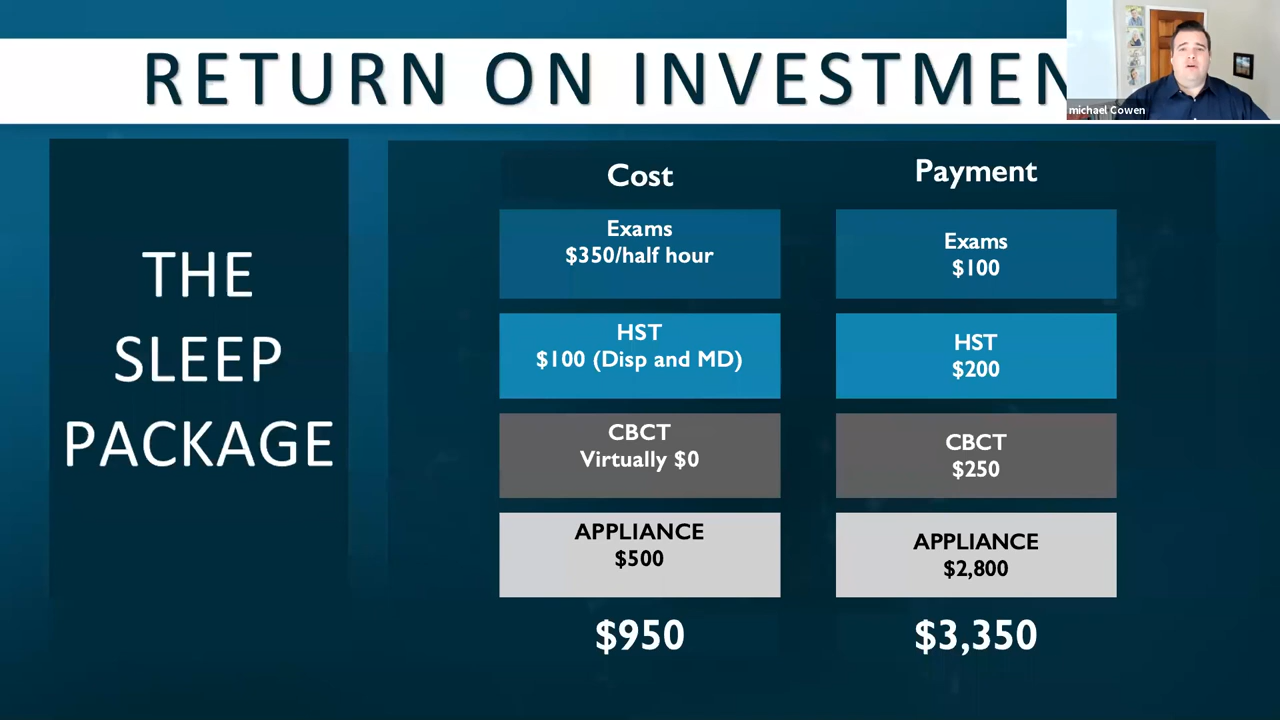 RETURN ON INVESTMEN
michael Cowen
THE
SLEEP
PACKAGE
Cost
Exams
$350/half hour
HST
$100 (Disp and MD)
CBCT
Virtually $0
APPLIANCE
$500
$950
Payment
Exams
$100
HST
$200
CBCT
$250
APPLIANCE
$2,800
$3,350